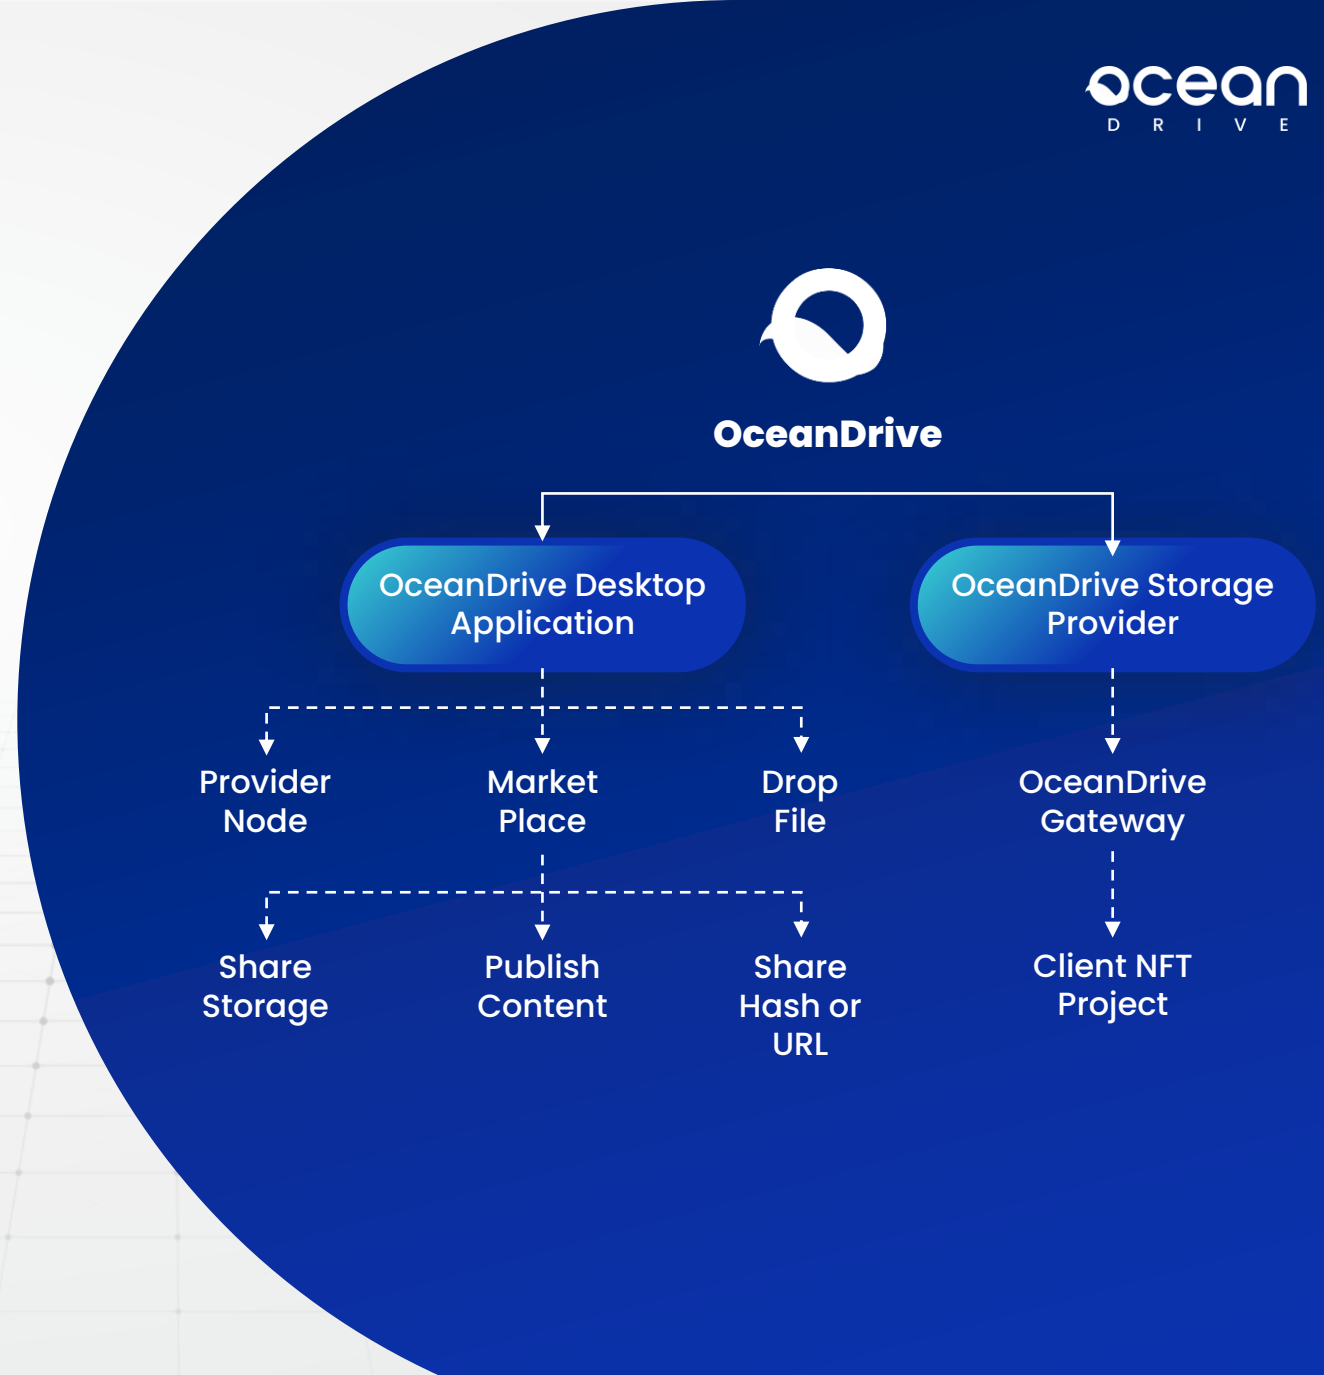 ocean
DRIVE
OceanDrive
OceanDrive Desktop
Application
OceanDrive Storage
Provider
Provider
Node
Market
Place
Drop
File
OceanDrive
Gateway
Share
Storage
Publish
Content
Share
Hash or
URL
Client NFT
Project